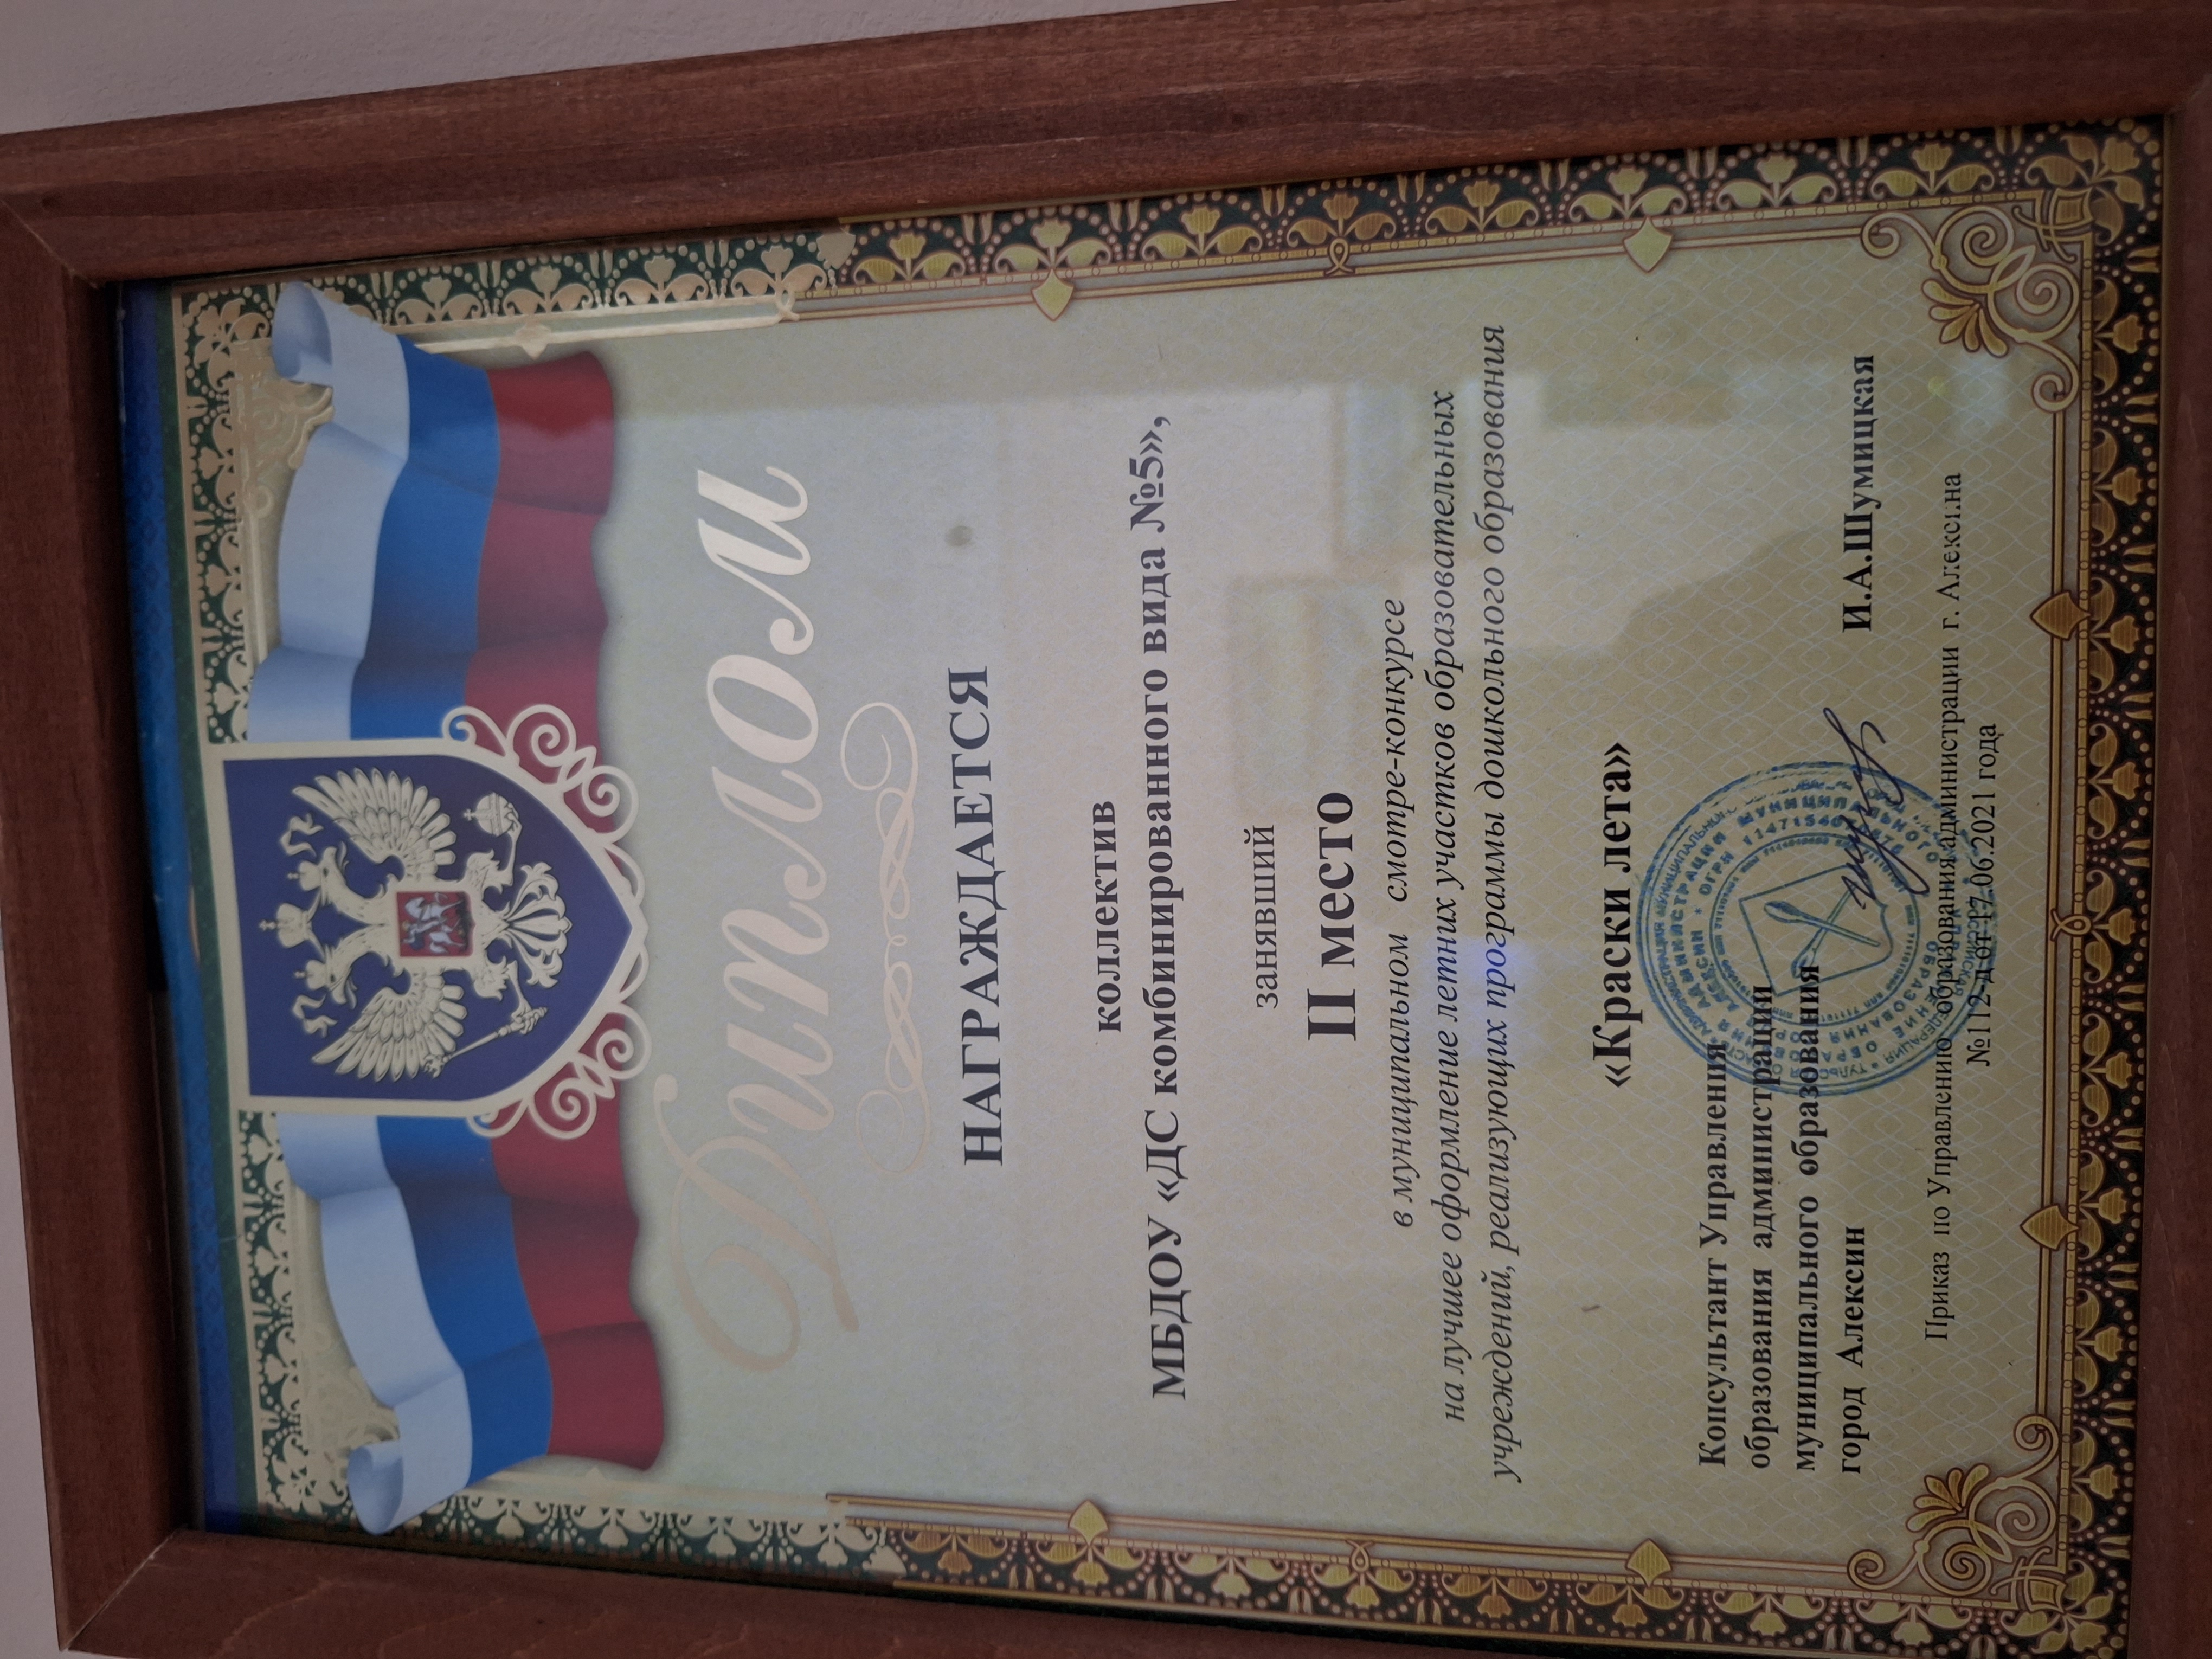 Диплом
НАГРАЖДАЕТСЯ
коллектив
МБДОУ «ДС комбинированного вида №5»,
занявший
II место
в муниципальном смотре-конкурсе
на лучшее оформление летних участков образовательных
учреждений, реализующих программы дошкольного образования
«Краски лета»
Консультант Управления
образования администрации
муниципального образования
город Алексин
И.А.Шумицкая
Приказ по Управлению образования администрации г. Алексина
№112-д от 17.06.2021 года